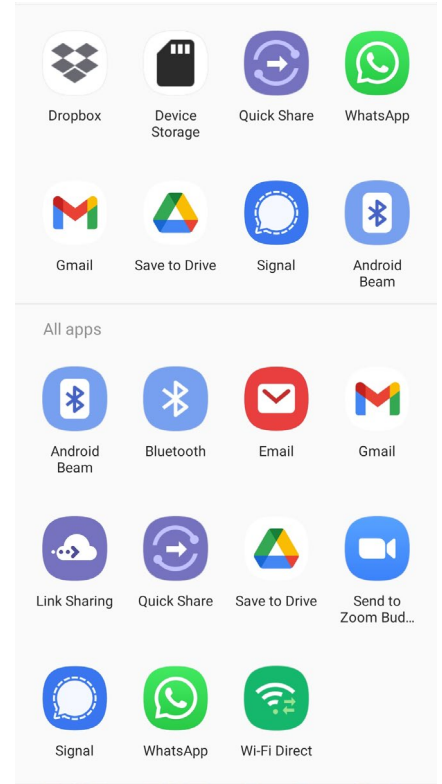 Dropbox
Device
Storage
Quick Share
WhatsApp
Gmail
Save to Drive
Signal
Android
Beam
All apps
Android
Beam
Bluetooth
Email
Gmail
Link Sharing
Quick Share
Save to Drive
Send to
Zoom Bud...
Signal
WhatsApp
Wi-Fi Direct